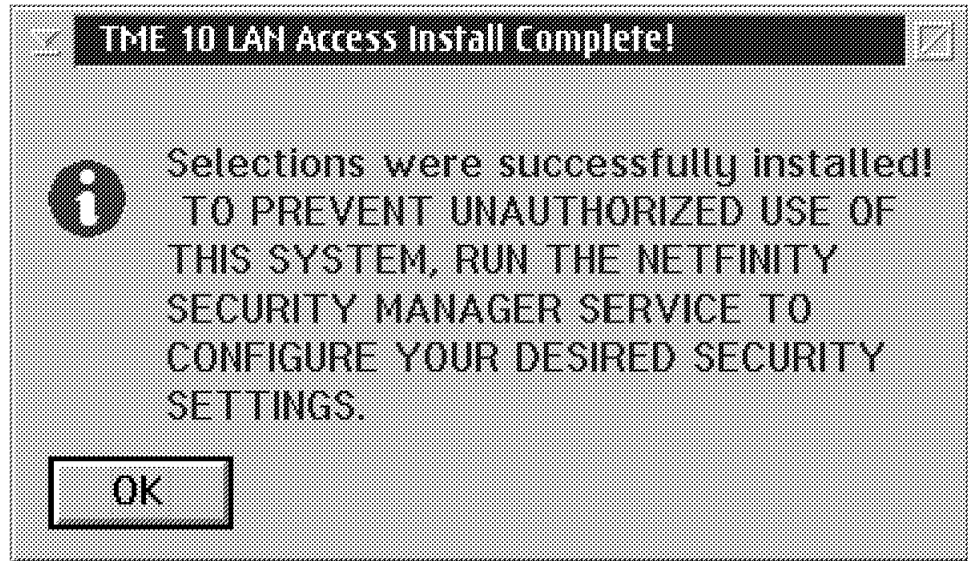 TME 10 LAN Access Install Complete!
Selections were successfully installed!
TO PREVENT UNAUTHORIZED USE OF
THIS SYSTEM, RUN THE NETFINITY
SECURITY MANAGER SERVICE TO
CONFIGURE YOUR DESIRED SECURITY
SETTINGS.
OK